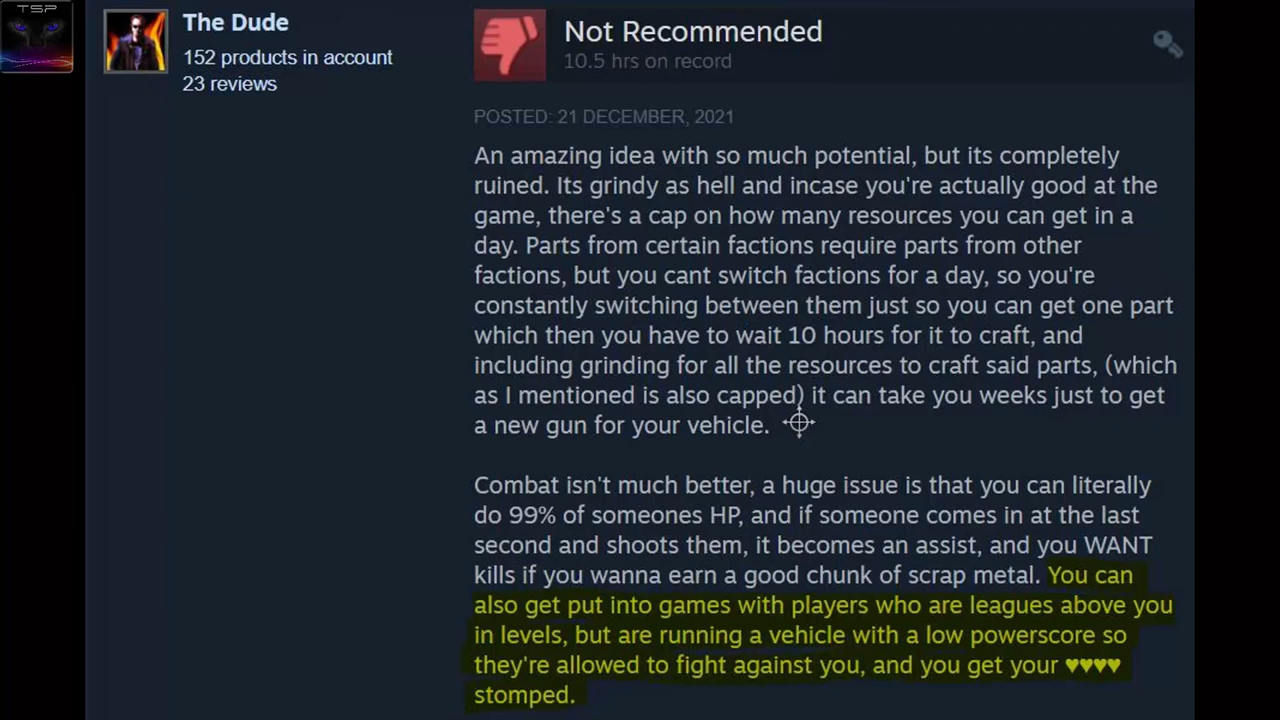 TSP
The Dude
152 products in account
23 reviews
Not Recommended
10.5 hrs on record
POSTED: 21 DECEMBER, 2021
An amazing idea with so much potential, but its completely
ruined. Its grindy as hell and incase you're actually good at the
game, there's a cap on how many resources you can get in a
day. Parts from certain factions require parts from other
factions, but you cant switch factions for a day, so you're
constantly switching between them just so you can get one part
which then you have to wait 10 hours for it to craft, and
including grinding for all the resources to craft said parts, (which
as I mentioned is also capped) it can take you weeks just to get
a new gun for your vehicle.
Combat isn't much better, a huge issue is that you can literally
do 99% of someones HP, and if someone comes in at the last
second and shoots them, it becomes an assist, and you WANT
kills if you wanna earn a good chunk of scrap metal. You can
also get put into games with players who are leagues above you
in levels, but are running a vehicle with a low powerscore so
they're allowed to fight against you, and you get your ♥♥♥♥
stomped.